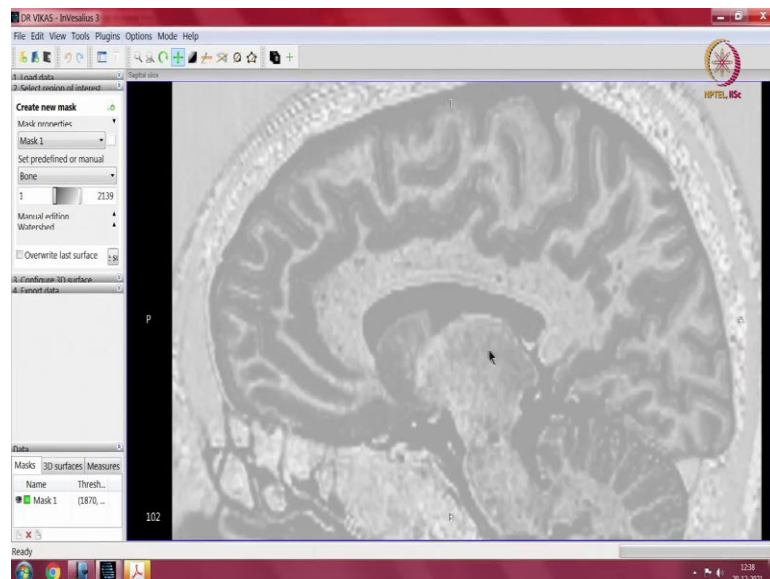 DR VIKAS - InVesalius 3
File Edit View Tools Plugins Options Mode Help
NPTEL, IISc
1. Load data
Sagital slice
2. Select region of interest
Create new mask
Mask properties
Mask 1
Set predefined or manual
Bone
1 2139
Manual edition
Watershed
Overwrite last surface
3. Configure 3D surface
4. Export data
P
Data
Masks 3D surfaces Measures
Name Thresh...
Mask 1 (1870, ...
102
Ready
12:38